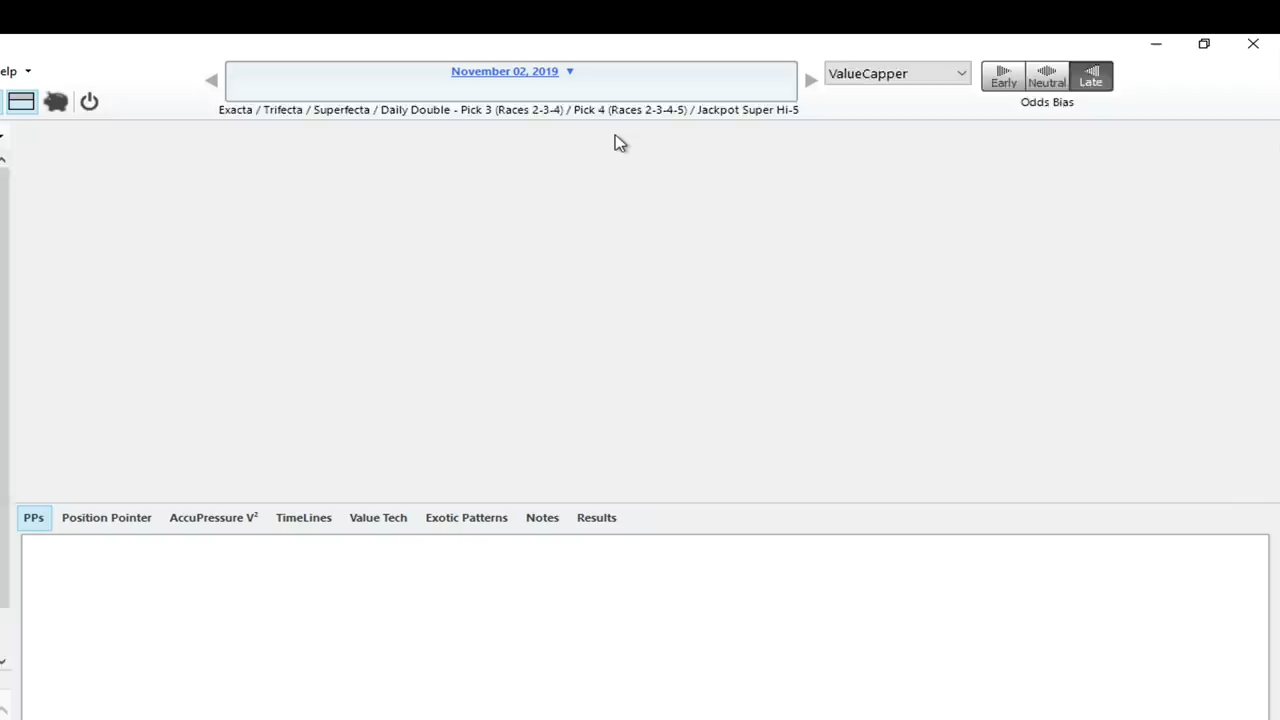 elp
November 02, 2019
ValueCapper
Early
Neutral
Late
Odds Bias
Exacta / Trifecta / Superfecta / Daily Double - Pick 3 (Races 2-3-4) / Pick 4 (Races 2-3-4-5) / Jackpot Super Hi-5
PPs
Position Pointer
AccuPressure V²
TimeLines
Value Tech
Exotic Patterns
Notes
Results